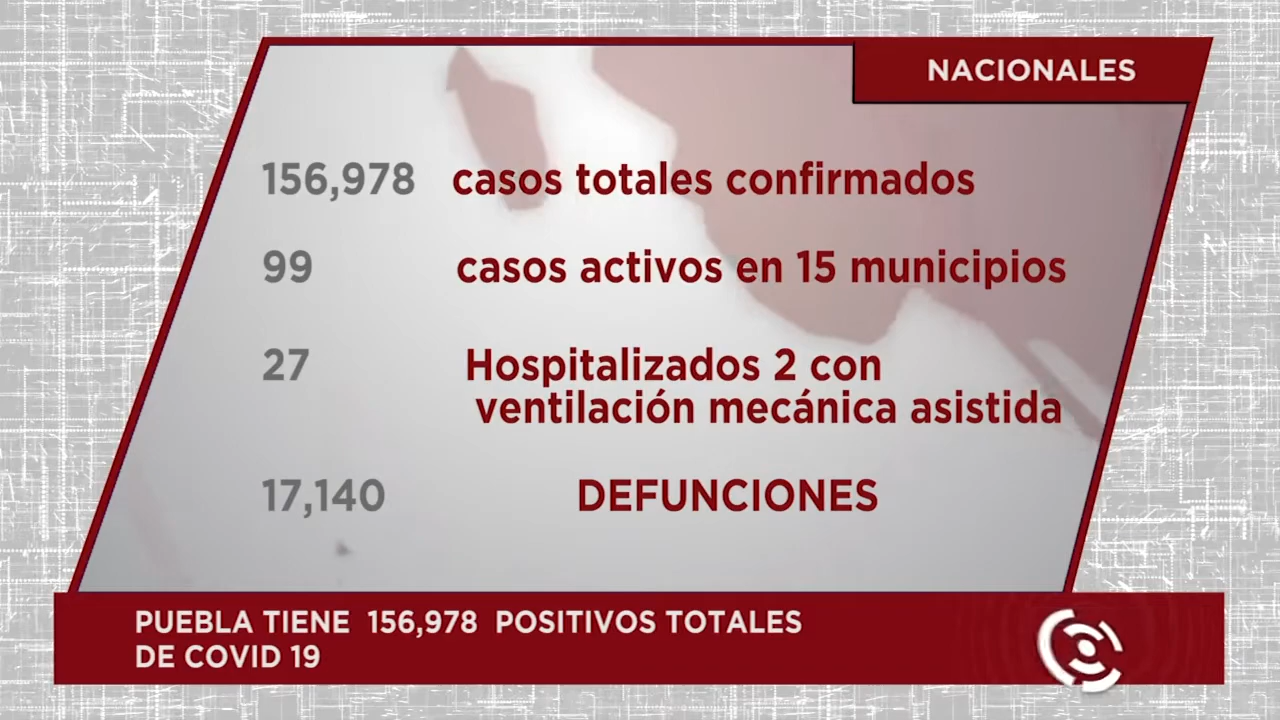 NACIONALES
156,978 casos totales confirmados
99 casos activos en 15 municipios
27 Hospitalizados 2 con
ventilación mecánica asistida
17,140 DEFUNCIONES
PUEBLA TIENE 156,978 POSITIVOS TOTALES
DE COVID 19